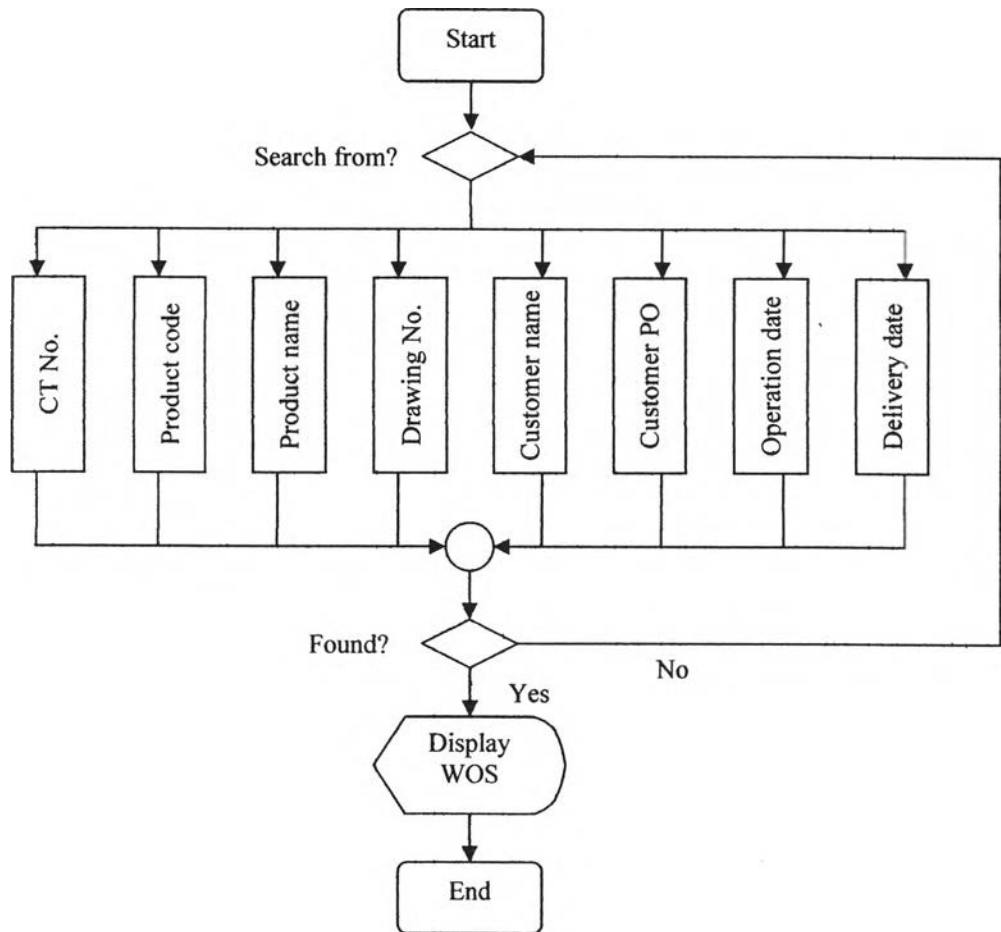 Start
Search from?
CT No.
Product code
Product name
Drawing No.
Customer name
Customer PO
Operation date
Delivery date
Found?
No
Yes
Display
WOS
End